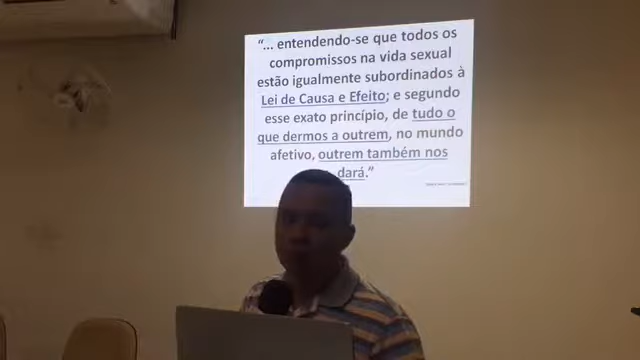 “... entendendo-se que todos os
compromissos na vida sexual
estão igualmente subordinados à
Lei de Causa e Efeito; e segundo
esse exato princípio, de tudo o
que dermos a outrem, no mundo
afetivo, outrem também nos
dará.”